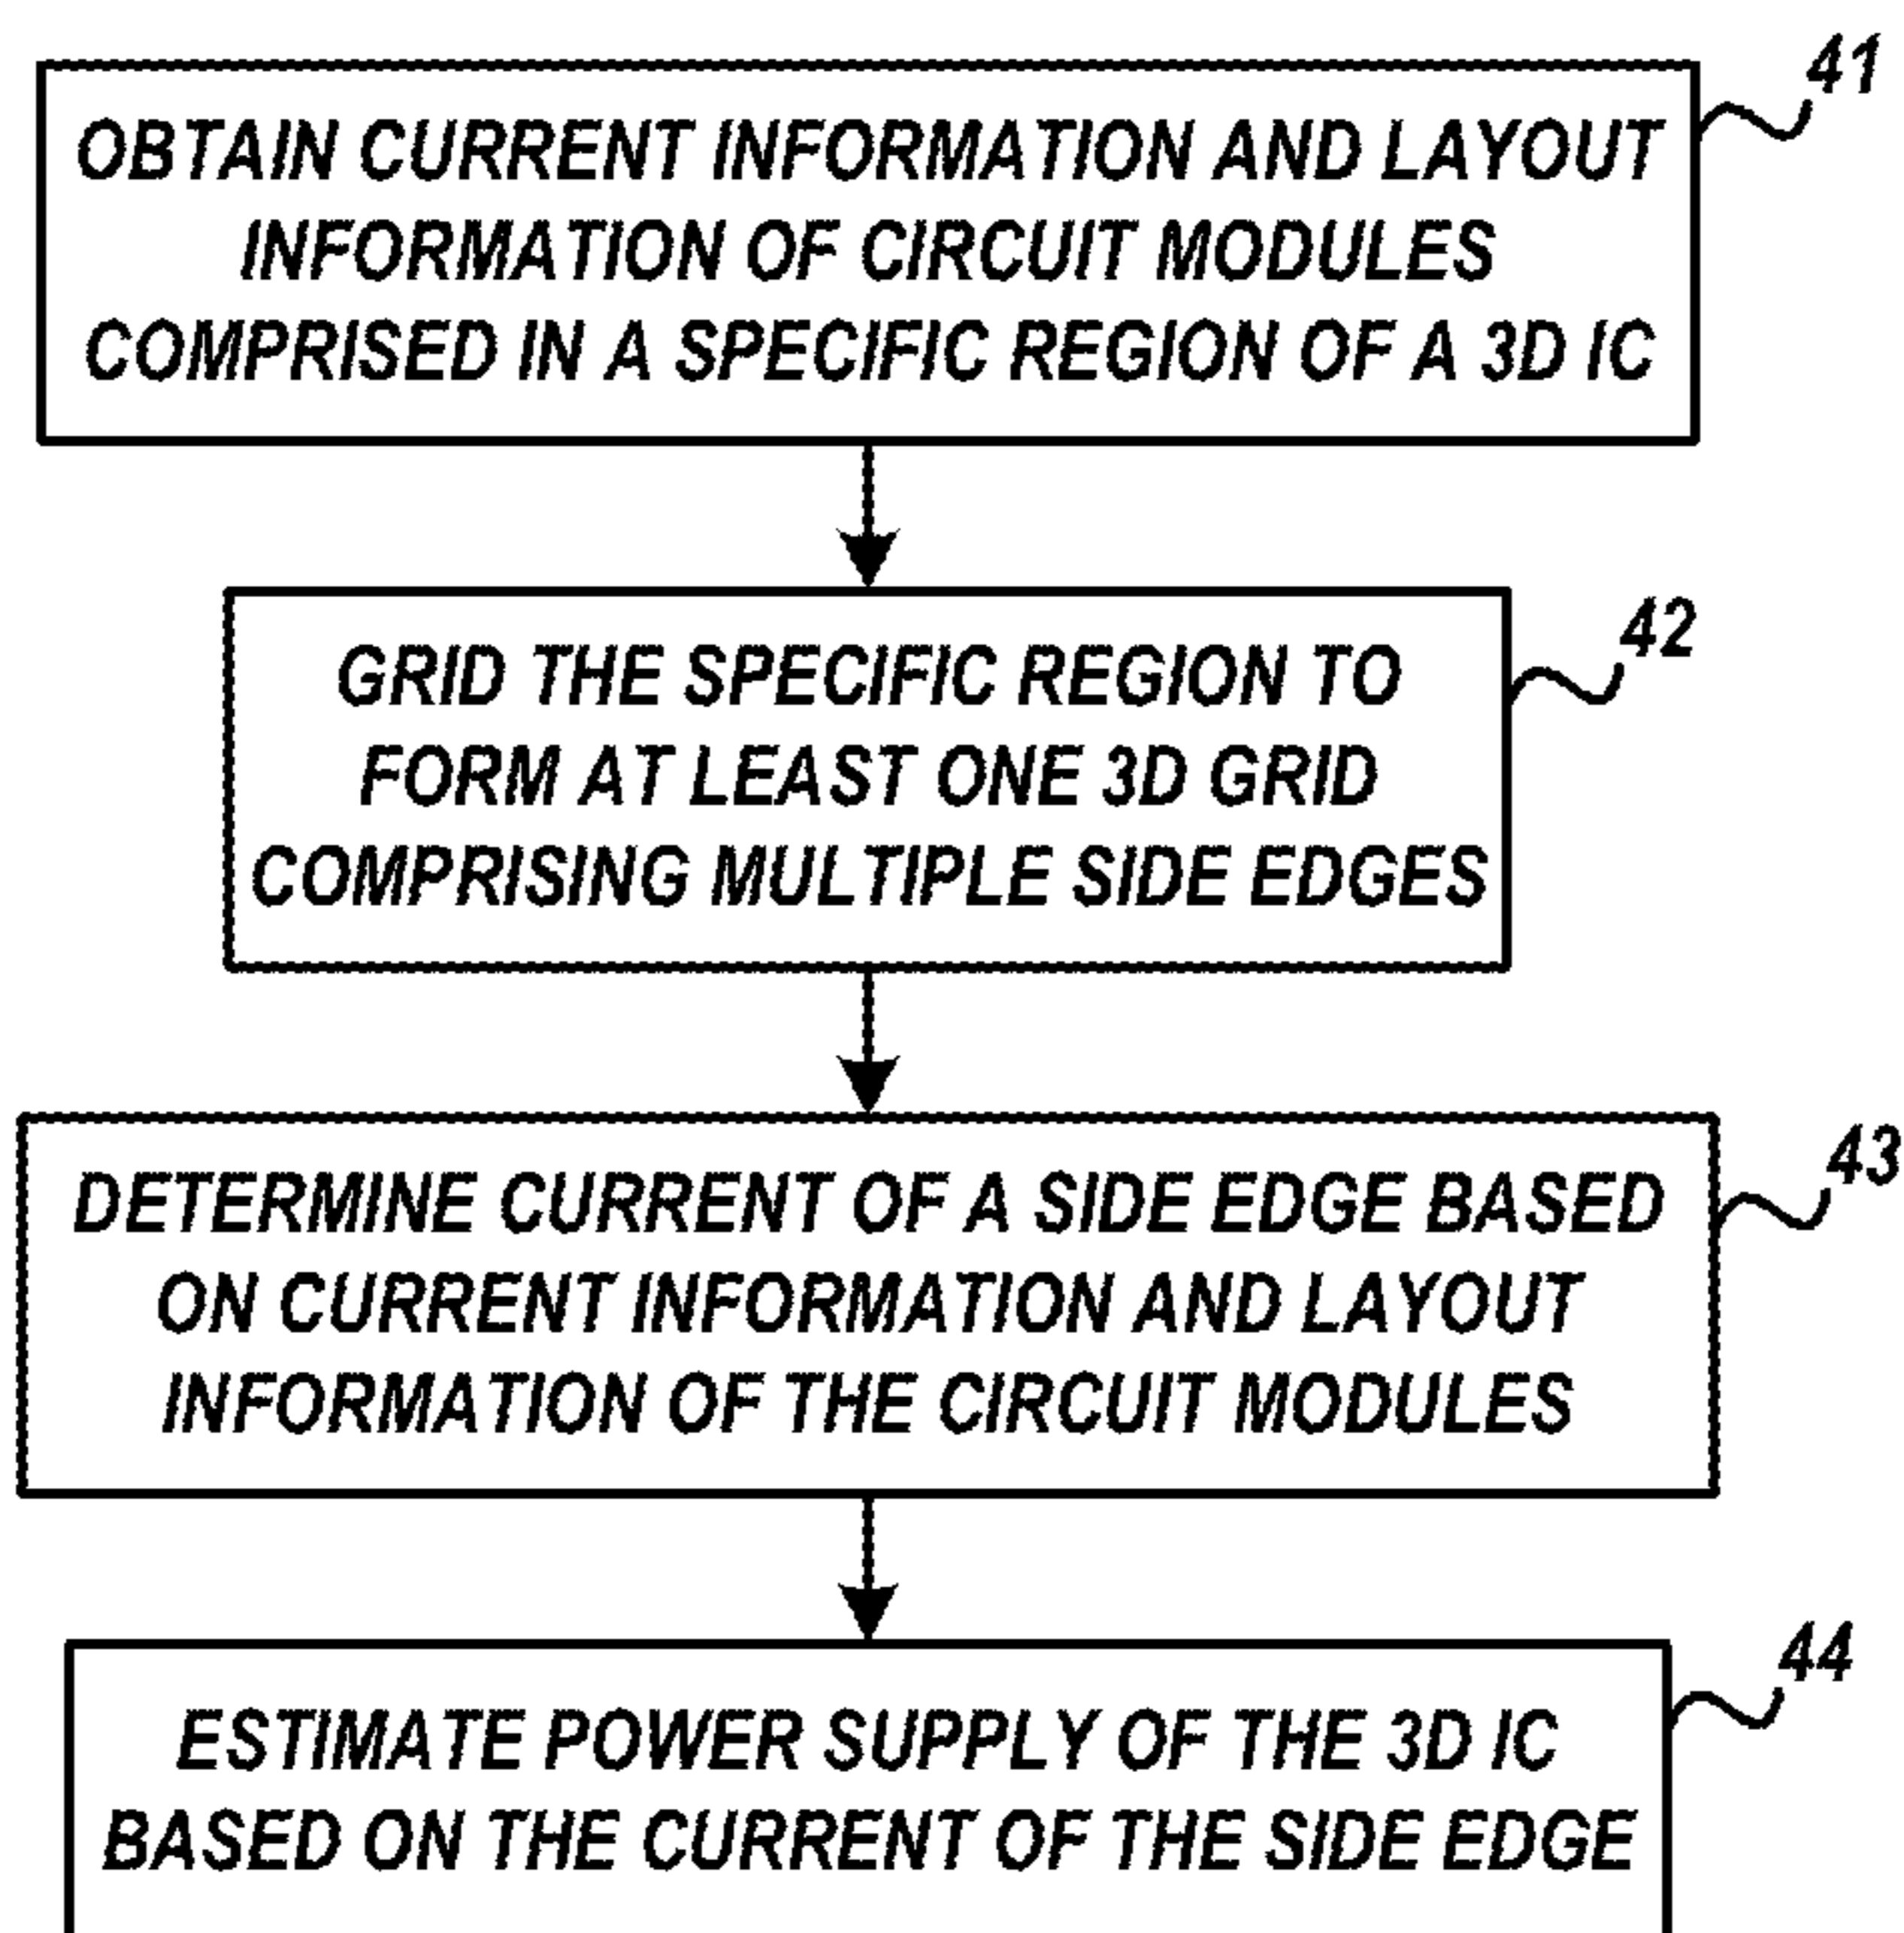 41
OBTAIN CURRENT INFORMATION AND LAYOUT
INFORMATION OF CIRCUIT MODULES
COMPRISED IN A SPECIFIC REGION OF A 3D IC
42
GRID THE SPECIFIC REGION TO
FORM AT LEAST ONE 3D GRID
COMPRISING MULTIPLE SIDE EDGES
43
DETERMINE CURRENT OF A SIDE EDGE BASED
ON CURRENT INFORMATION AND LAYOUT
INFORMATION OF THE CIRCUIT MODULES
44
ESTIMATE POWER SUPPLY OF THE 3D IC
BASED ON THE CURRENT OF THE SIDE EDGE